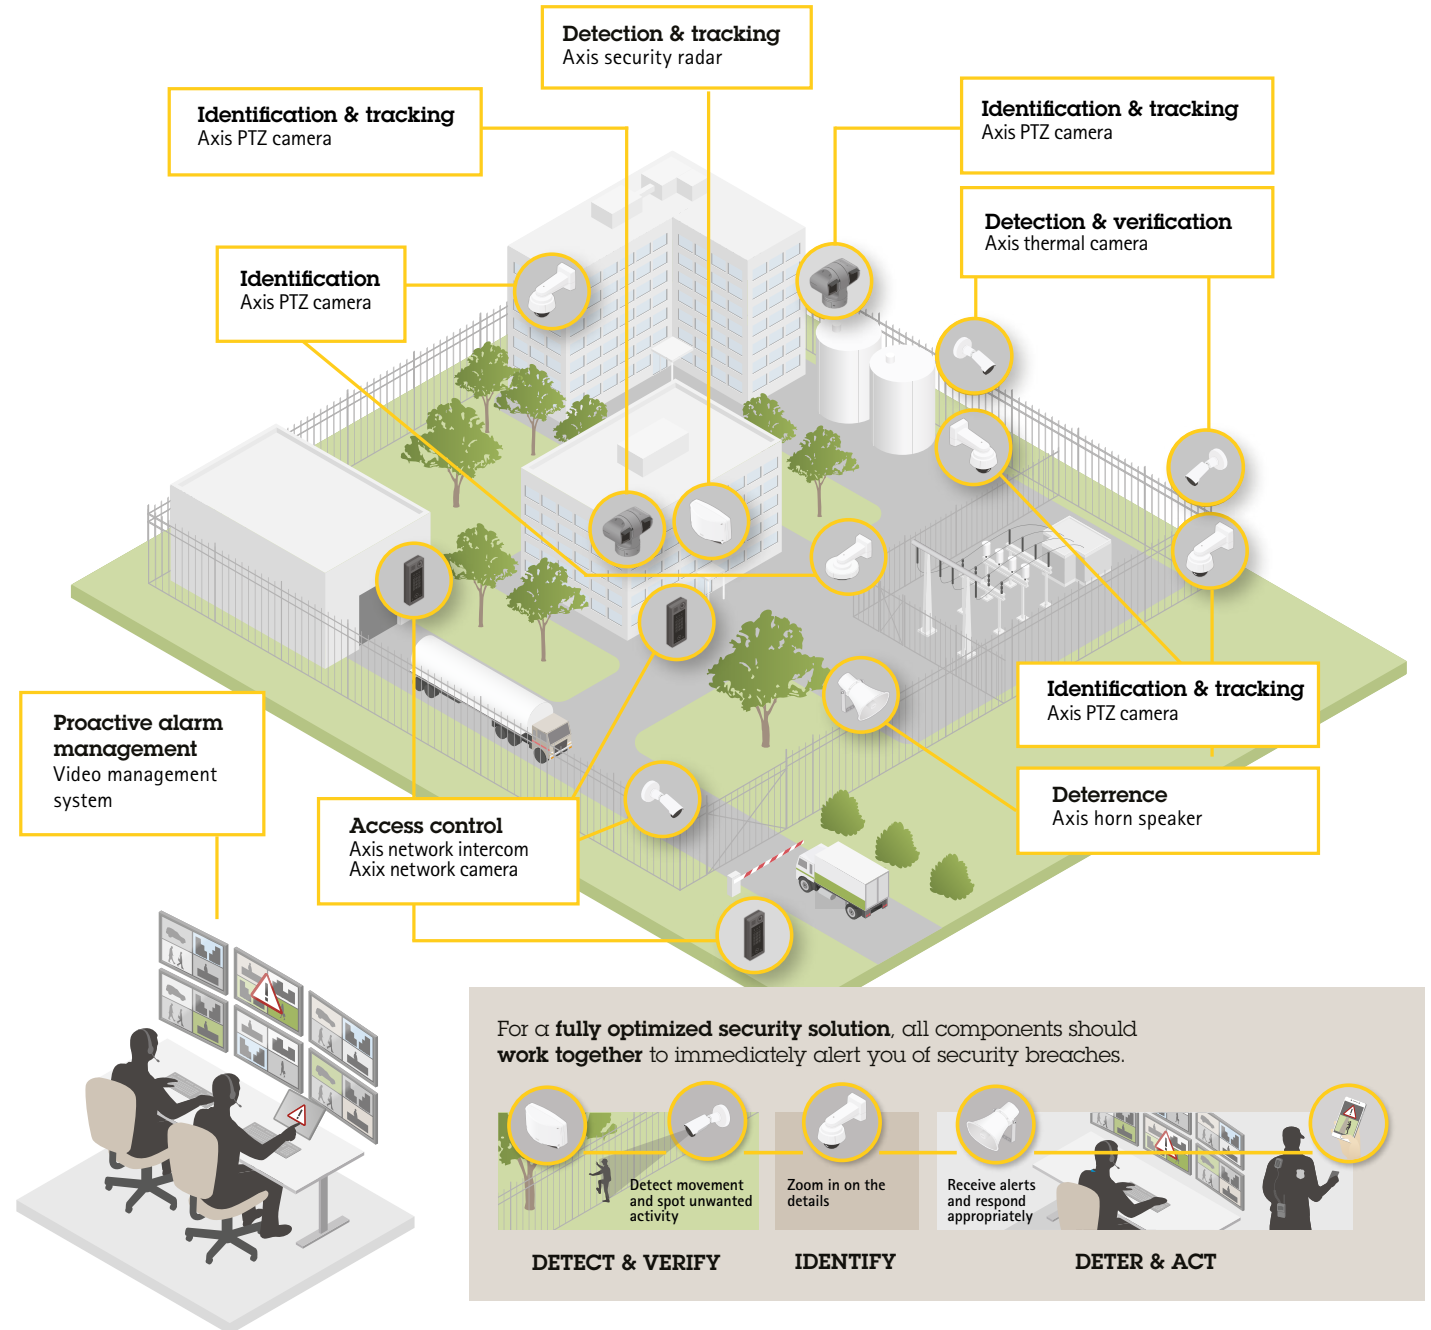 Detection & tracking
Axis security radar
Identification & tracking
Axis PTZ camera
Identification & tracking
Axis PTZ camera
Detection & verification
Axis thermal camera
Identification
Axis PTZ camera
Identification & tracking
Axis PTZ camera
Proactive alarm
management
Video management
system
Deterrence
Axis horn speaker
Access control
Axis network intercom
Axix network camera
For a fully optimized security solution, all components should
work together to immediately alert you of security breaches.
Detect movement
and spot unwanted
activity
Zoom in on the
details
Receive alerts
and respond
appropriately
DETECT & VERIFY
IDENTIFY
DETER & ACT